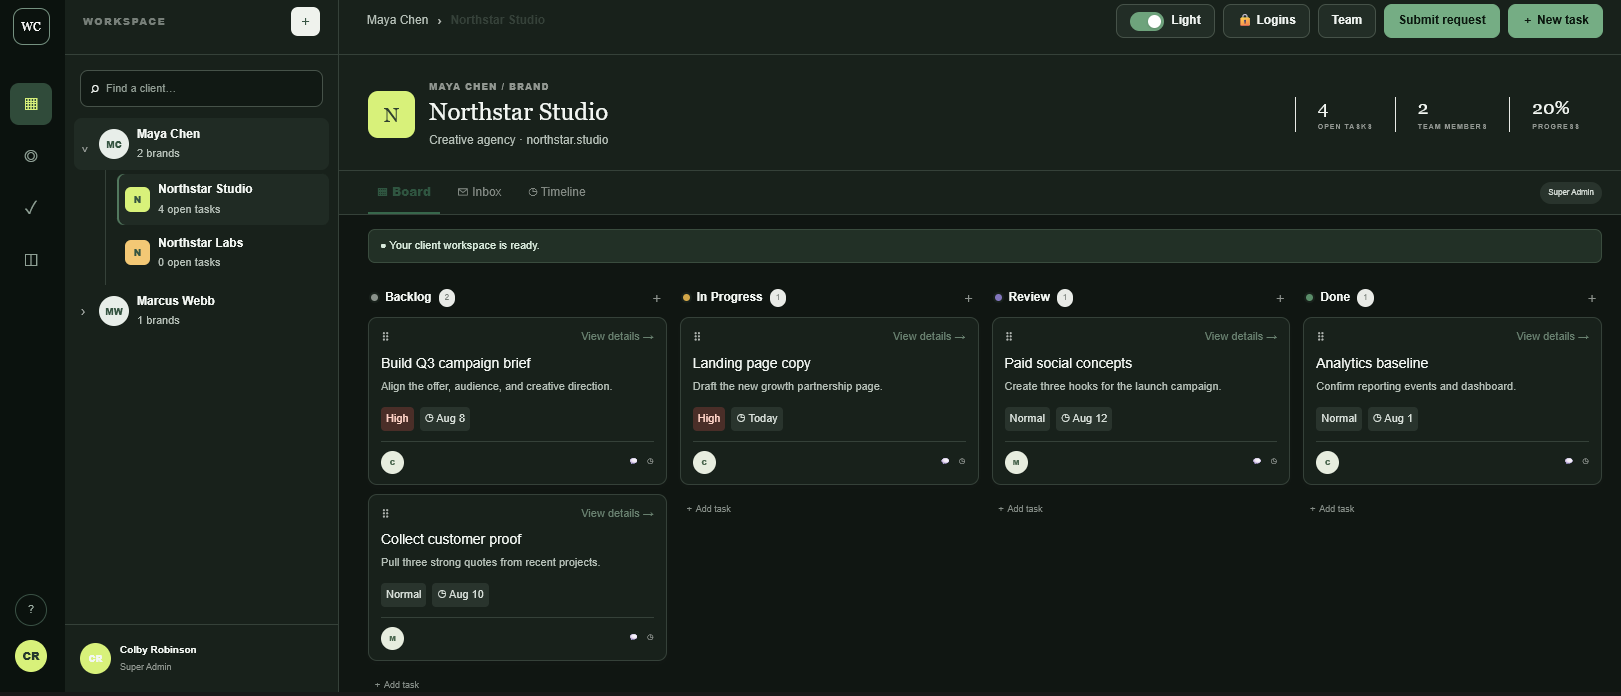 WC
WORKSPACE
+
Find a client...
Maya Chen
MC
2 brands
Northstar Studio
N
4 open tasks
Northstar Labs
N
0 open tasks
Marcus Webb
MW
1 brands
?
CR
CR
Colby Robinson
Super Admin
Maya Chen › Northstar Studio
Light
Logins
Team
Submit request
+ New task
N
MAYA CHEN / BRAND
Northstar Studio
Creative agency · northstar.studio
4
OPEN TASKS
2
TEAM MEMBERS
20%
PROGRESS
Board
Inbox
Timeline
Super Admin
Your client workspace is ready.
Backlog 2 +
View details →
Build Q3 campaign brief
Align the offer, audience, and creative direction.
High Aug 8
C
View details →
Collect customer proof
Pull three strong quotes from recent projects.
Normal Aug 10
M
+ Add task
In Progress 1 +
View details →
Landing page copy
Draft the new growth partnership page.
High Today
C
+ Add task
Review 1 +
View details →
Paid social concepts
Create three hooks for the launch campaign.
Normal Aug 12
M
+ Add task
Done 1 +
View details →
Analytics baseline
Confirm reporting events and dashboard.
Normal Aug 1
C
+ Add task